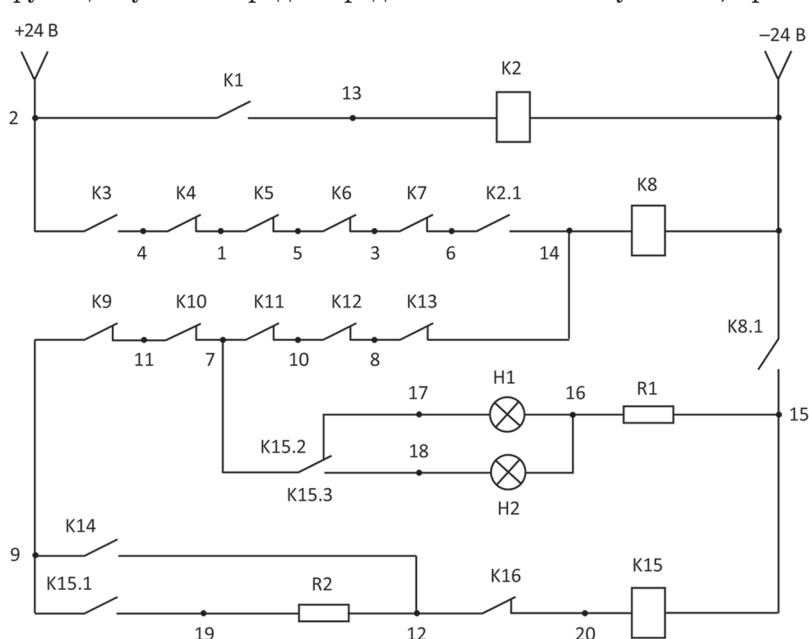 +24 В
–24 В
K1
13
K2
2
K3
K4
K5
K6
K7
K2.1
K8
4
1
5
3
6
14
K9
K10
K11
K12
K13
K8.1
11
7
10
8
H1
17
16
R1
15
K15.2
18
K15.3
H2
K14
9
K15.1
R2
K16
K15
19
12
20